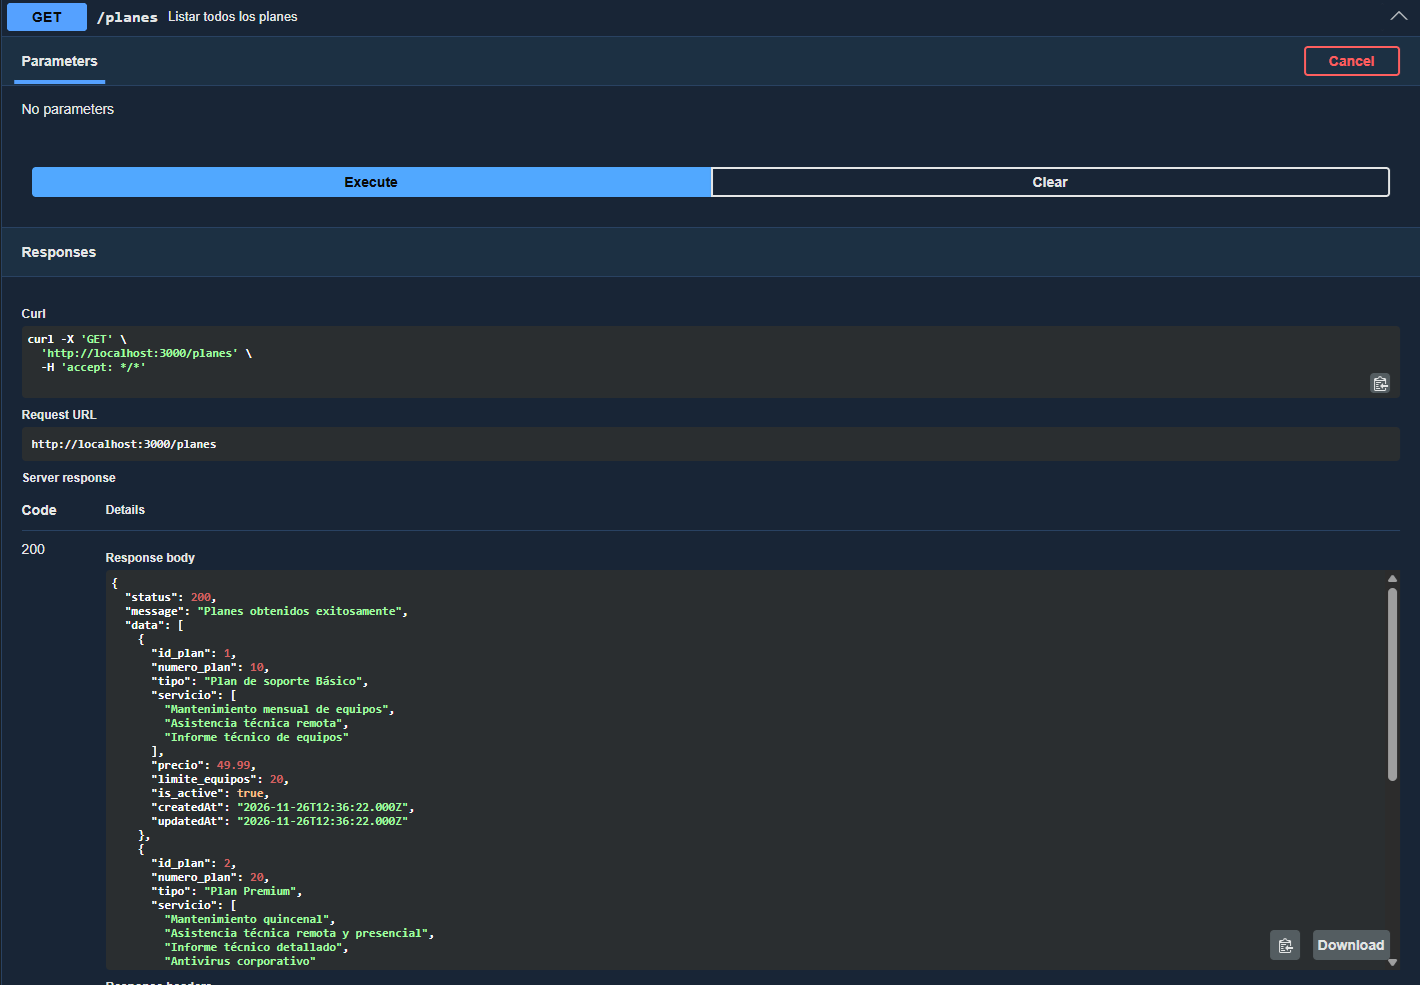 GET /planes Listar todos los planes
Parameters
Cancel
No parameters
Execute
Clear
Responses
Curl
curl -X 'GET' \
  'http://localhost:3000/planes' \
  -H 'accept: */*'
Request URL
http://localhost:3000/planes
Server response
Code Details
200
Response body
{
  "status": 200,
  "message": "Planes obtenidos exitosamente",
  "data": [
    {
      "id_plan": 1,
      "numero_plan": 10,
      "tipo": "Plan de soporte Básico",
      "servicio": [
        "Mantenimiento mensual de equipos",
        "Asistencia técnica remota",
        "Informe técnico de equipos"
      ],
      "precio": 49.99,
      "limite_equipos": 20,
      "is_active": true,
      "createdAt": "2026-11-26T12:36:22.000Z",
      "updatedAt": "2026-11-26T12:36:22.000Z"
    },
    {
      "id_plan": 2,
      "numero_plan": 20,
      "tipo": "Plan Premium",
      "servicio": [
        "Mantenimiento quincenal",
        "Asistencia técnica remota y presencial",
        "Informe técnico detallado",
        "Antivirus corporativo"
Download
Response headers